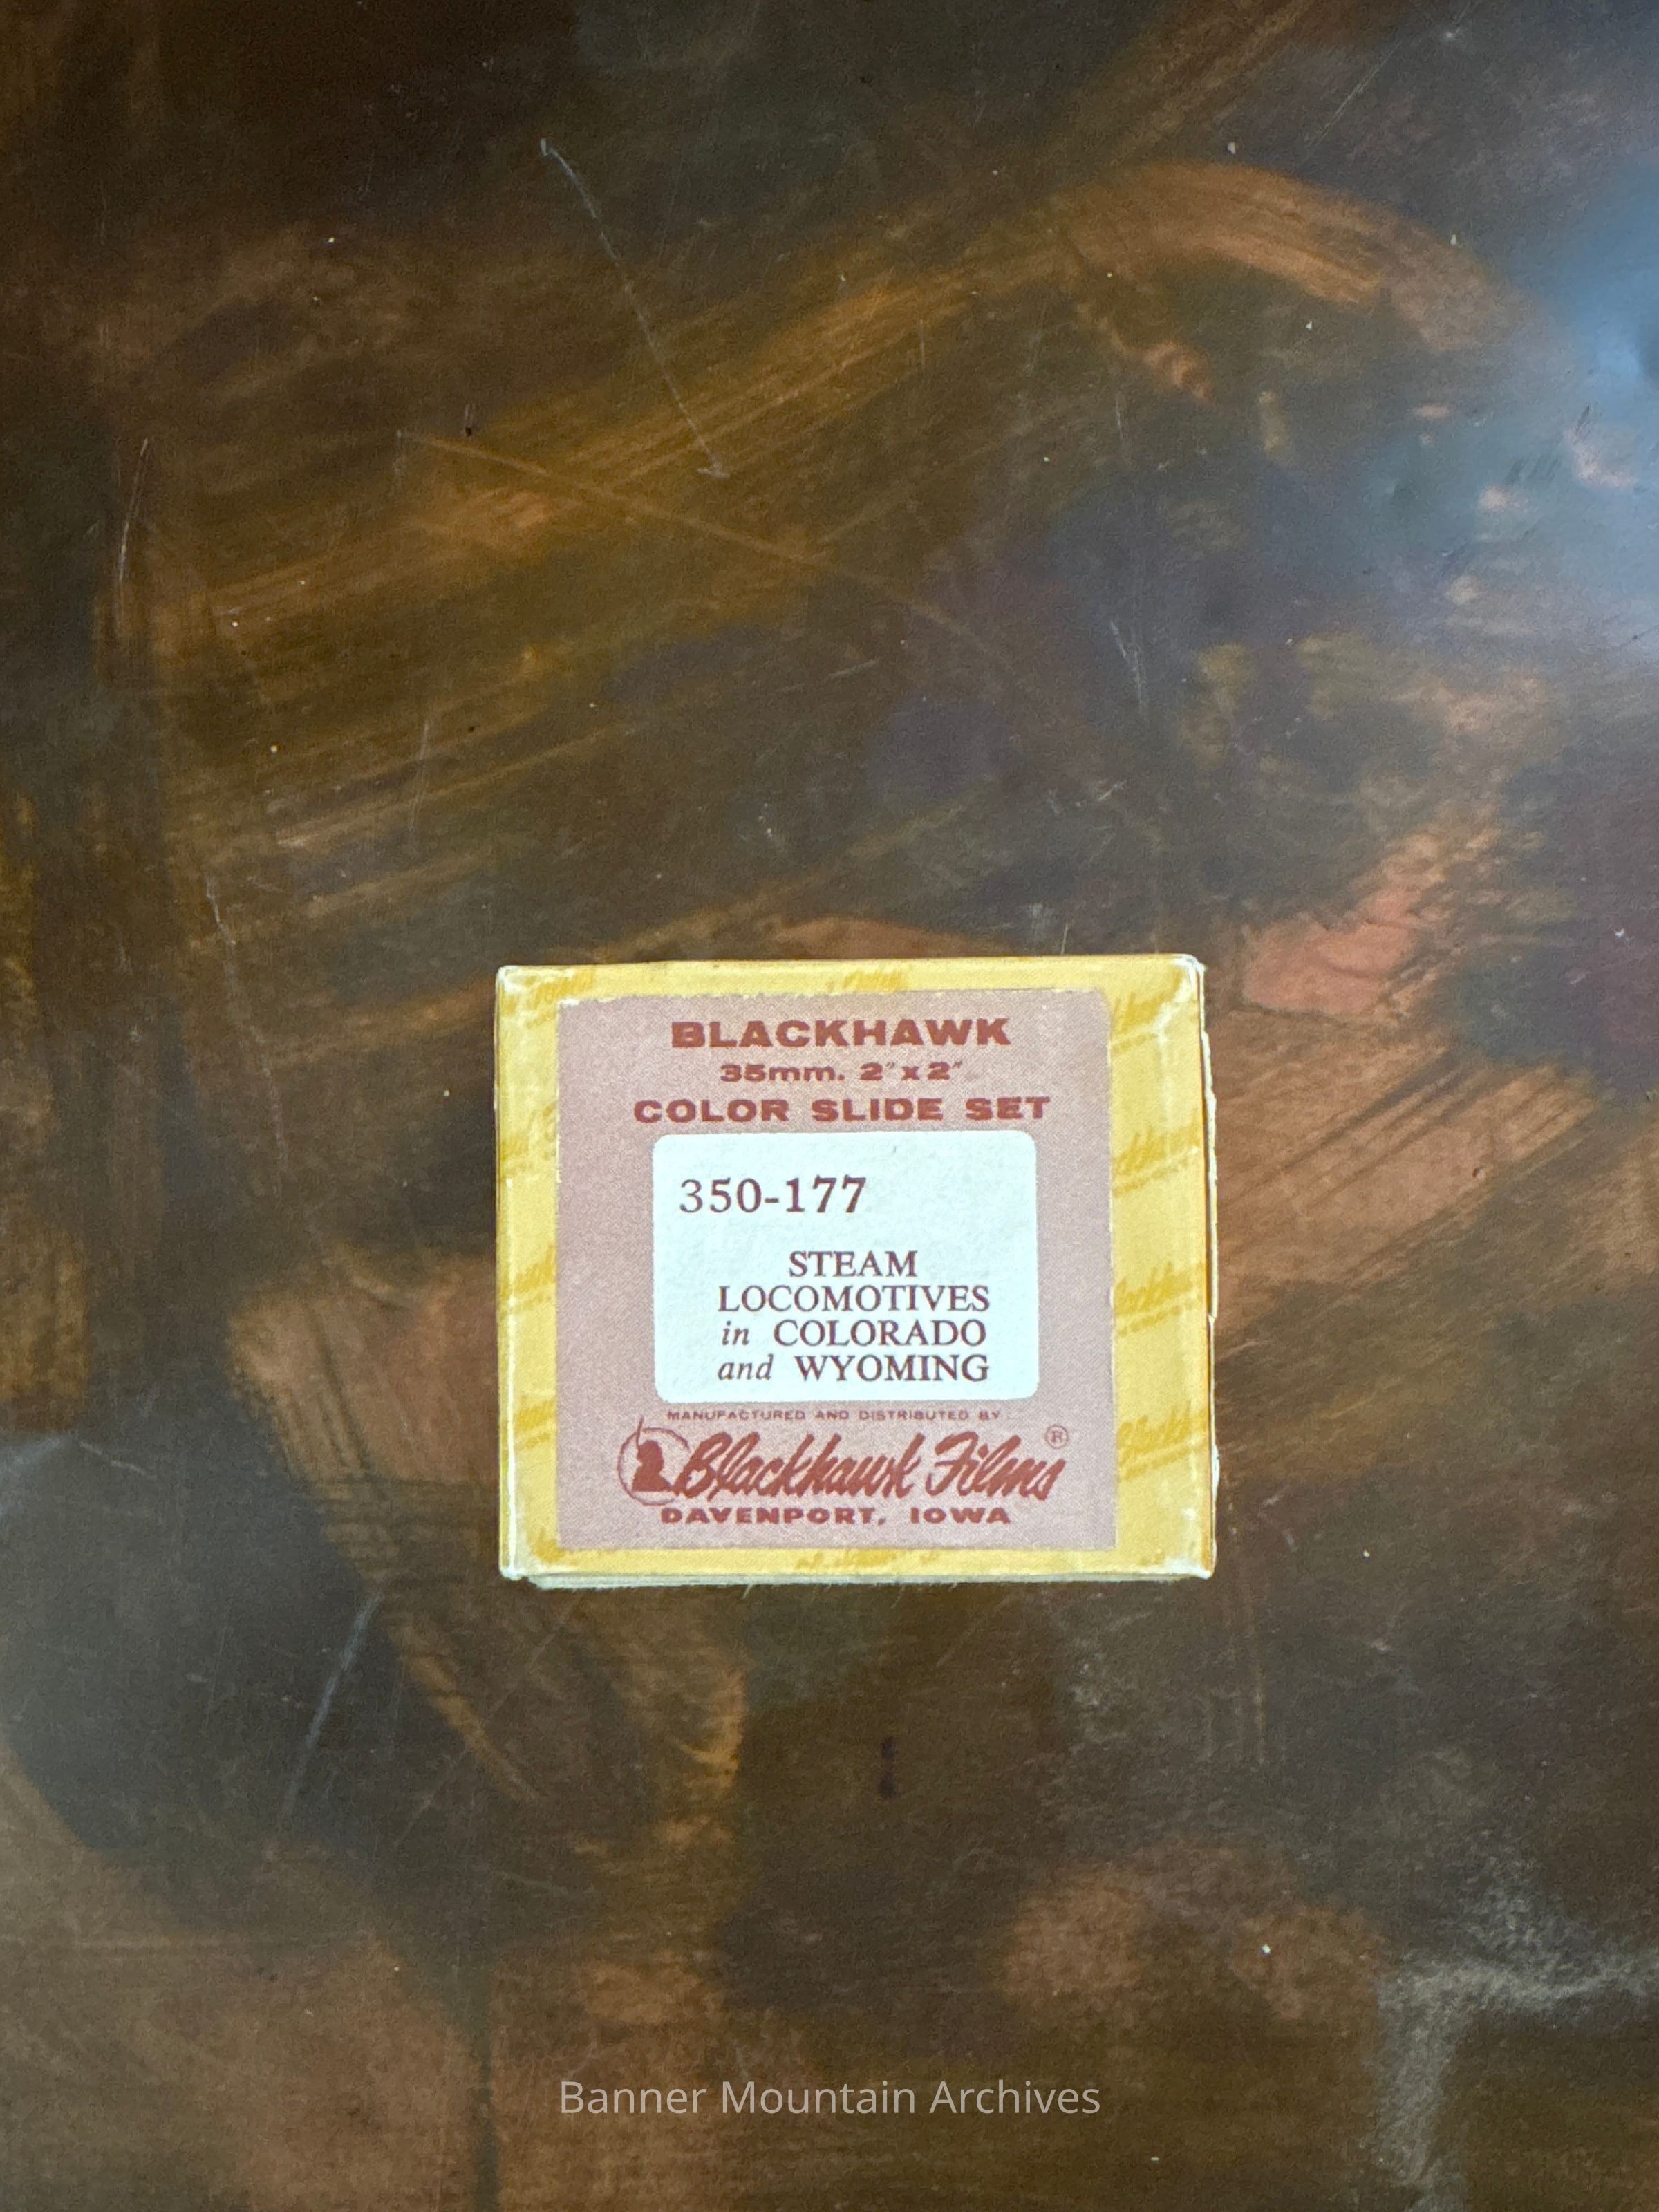 BLACKHAWK
35mm. 2" x 2"
COLOR SLIDE SET
350-177
STEAM
LOCOMOTIVES
in COLORADO
and WYOMING
MANUFACTURED AND DISTRIBUTED BY
Blackhawk Films ®
DAVENPORT, IOWA
Banner Mountain Archives